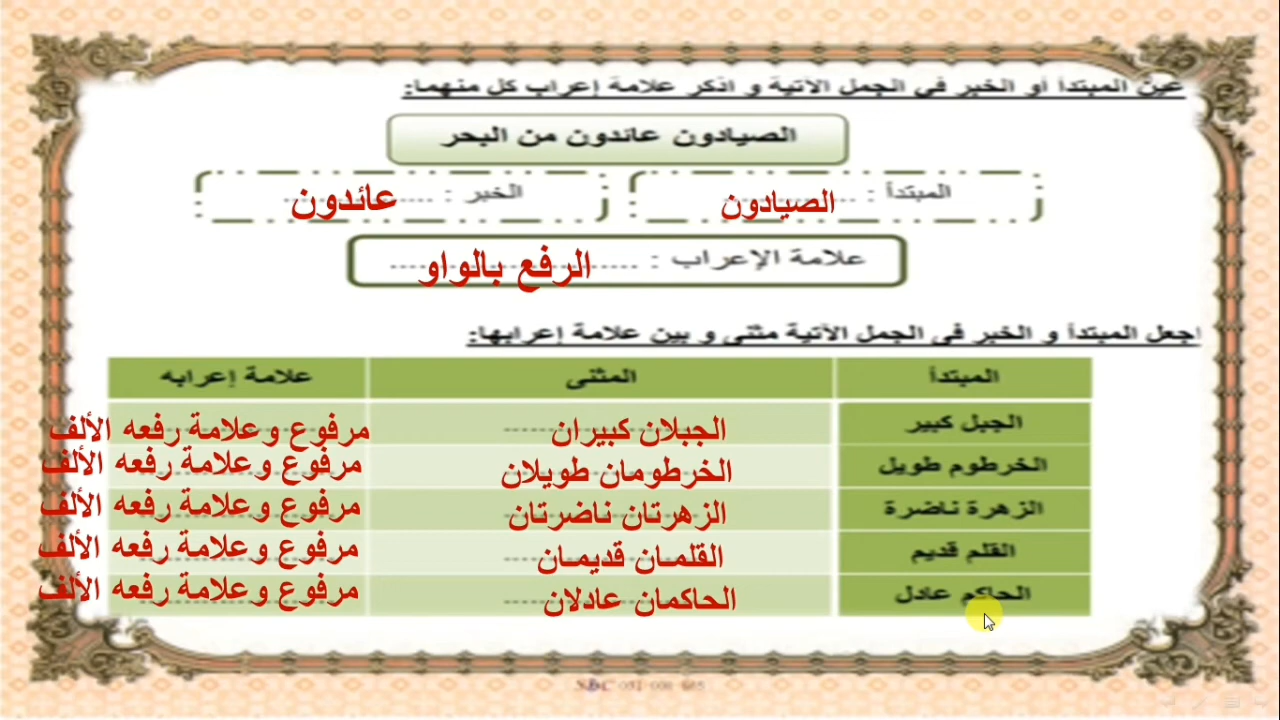 عين المبتدأ أو الخبر في الجمل الآتية و اذكر علامة إعراب كل منهما:
الصيادون عائدون من البحر
المبتدأ : الصيادون
الخبر : عائدون
علامة الإعراب : الرفع بالواو
اجعل المبتدأ و الخبر في الجمل الآتية مثنى و بين علامة إعرابها:
المبتدأ المثنى علامة إعرابه
الجبل كبير الجبلان كبيران مرفوع وعلامة رفعه الألف
الخرطوم طويل الخرطومان طويلان مرفوع وعلامة رفعه الألف
الزهرة ناضرة الزهرتان ناضرتان مرفوع وعلامة رفعه الألف
القلم قديم القلمـان قديمـان مرفوع وعلامة رفعه الألف
الحاكم عادل الحاكمان عادلان مرفوع وعلامة رفعه الألف